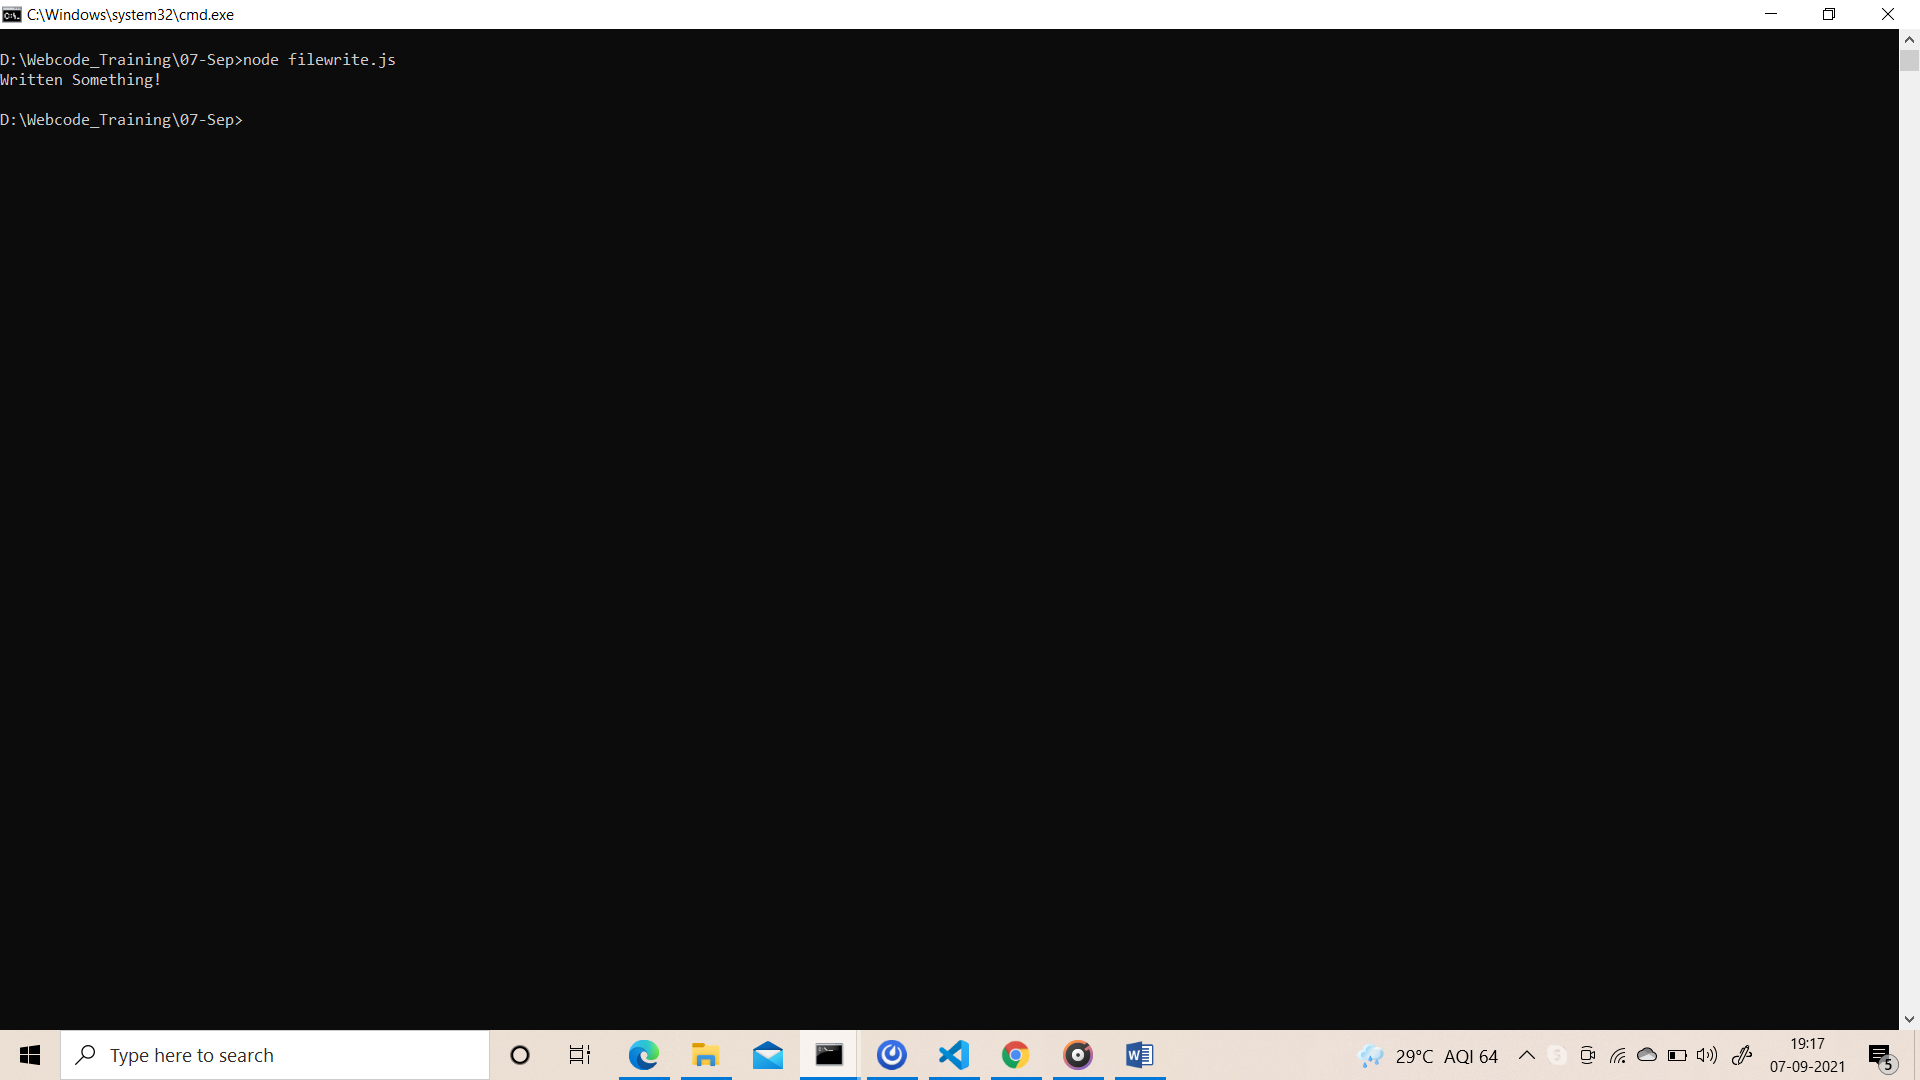 C:\Windows\system32\cmd.exe
D:\Webcode_Training\07-Sep>node filewrite.js
Written Something!
D:\Webcode_Training\07-Sep>
Type here to search
29°C AQI 64
19:17
07-09-2021
5